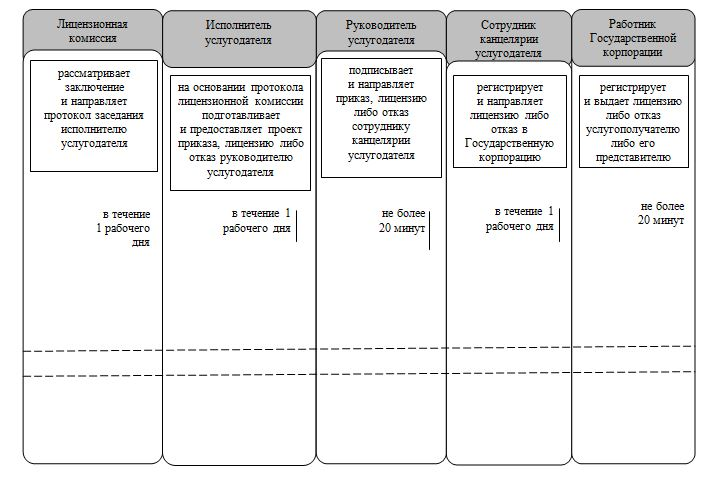 Лицензионная
комиссия
рассматривает
заключение
и направляет
протокол заседания
исполнителю
услугодателя
в течение
1 рабочего
дня
Исполнитель
услугодателя
на основании протокола
лицензионной комиссии
подготавливает
и предоставляет проект
приказа, лицензию либо
отказ руководителю
услугодателя
в течение 1
рабочего дня
Руководитель
услугодателя
подписывает
и направляет
приказ, лицензию
либо отказ
сотруднику
канцелярии
услугодателя
не более
20 минут
Сотрудник
канцелярии
услугодателя
регистрирует
и направляет
лицензию либо
отказ в
Государственную
корпорацию
в течение 1
рабочего дня
Работник
Государственной
корпорации
регистрирует
и выдает лицензию
либо отказ
услугополучателю
либо его
представителю
не более
20 минут